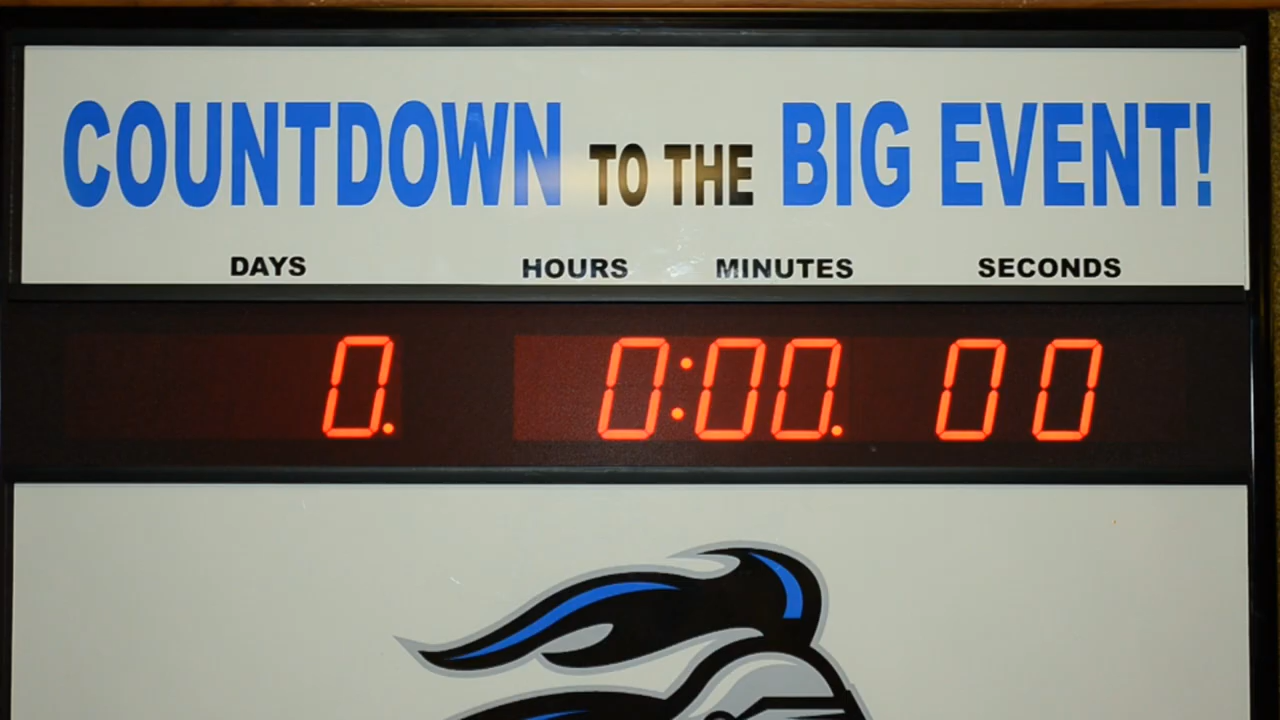 COUNTDOWN TO THE BIG EVENT!
DAYS HOURS MINUTES SECONDS
0. 0:00. 00